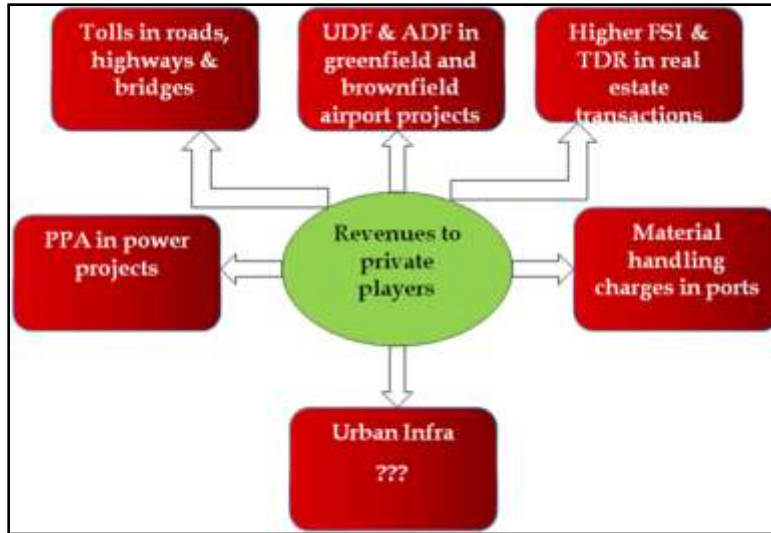 Tolls in roads,
highways &
bridges
UDF & ADF in
greenfield and
brownfield
airport projects
Higher FSI &
TDR in real
estate
transactions
PPA in power
projects
Revenues to
private
players
Material
handling
charges in ports
Urban Infra
???